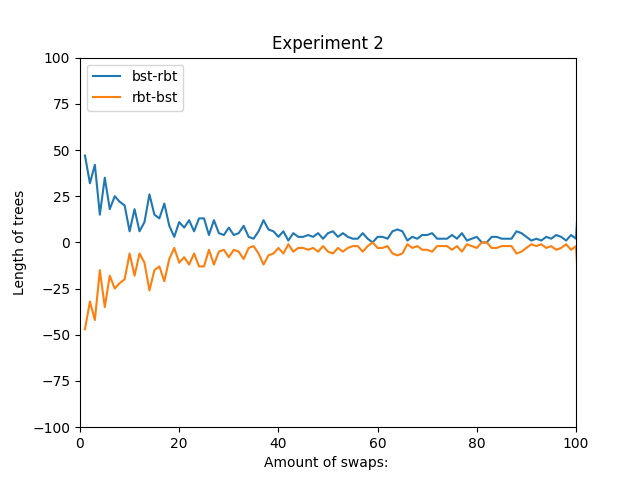 Experiment 2
bst-rbt
rbt-bst
100
75
50
25
0
−25
−50
−75
−100
Length of trees
0 20 40 60 80 100
Amount of swaps: